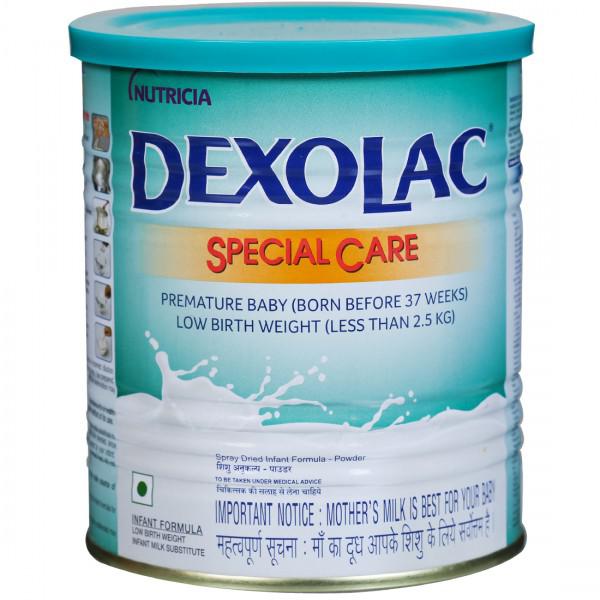 NUTRICIA
DEXOLAC
SPECIAL CARE
PREMATURE BABY (BORN BEFORE 37 WEEKS)
LOW BIRTH WEIGHT (LESS THAN 2.5 KG)
Spray Dried Infant Formula - Powder
शिशु अनुकल्प - पाउडर
TO BE TAKEN UNDER MEDICAL ADVICE
चिकित्सक की सलाह से लेना चाहिये
IMPORTANT NOTICE : MOTHER'S MILK IS BEST FOR YOUR BABY
महत्वपूर्ण सूचना : माँ का दूध आपके शिशु के लिये सर्वोत्तम है।
INFANT FORMULA
LOW BIRTH WEIGHT
INFANT MILK SUBSTITUTE